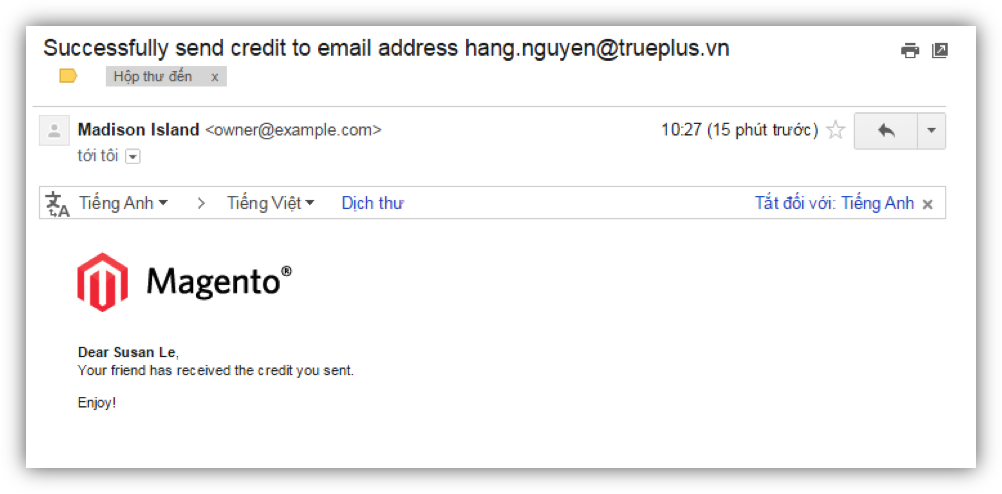 Successfully send credit to email address hang.nguyen@trueplus.vn
Hộp thư đến x
Madison Island <owner@example.com> 10:27 (15 phút trước)
tới tôi
Tiếng Anh > Tiếng Việt Dịch thư Tắt đối với: Tiếng Anh ×
Magento®
Dear Susan Le,
Your friend has received the credit you sent.
Enjoy!